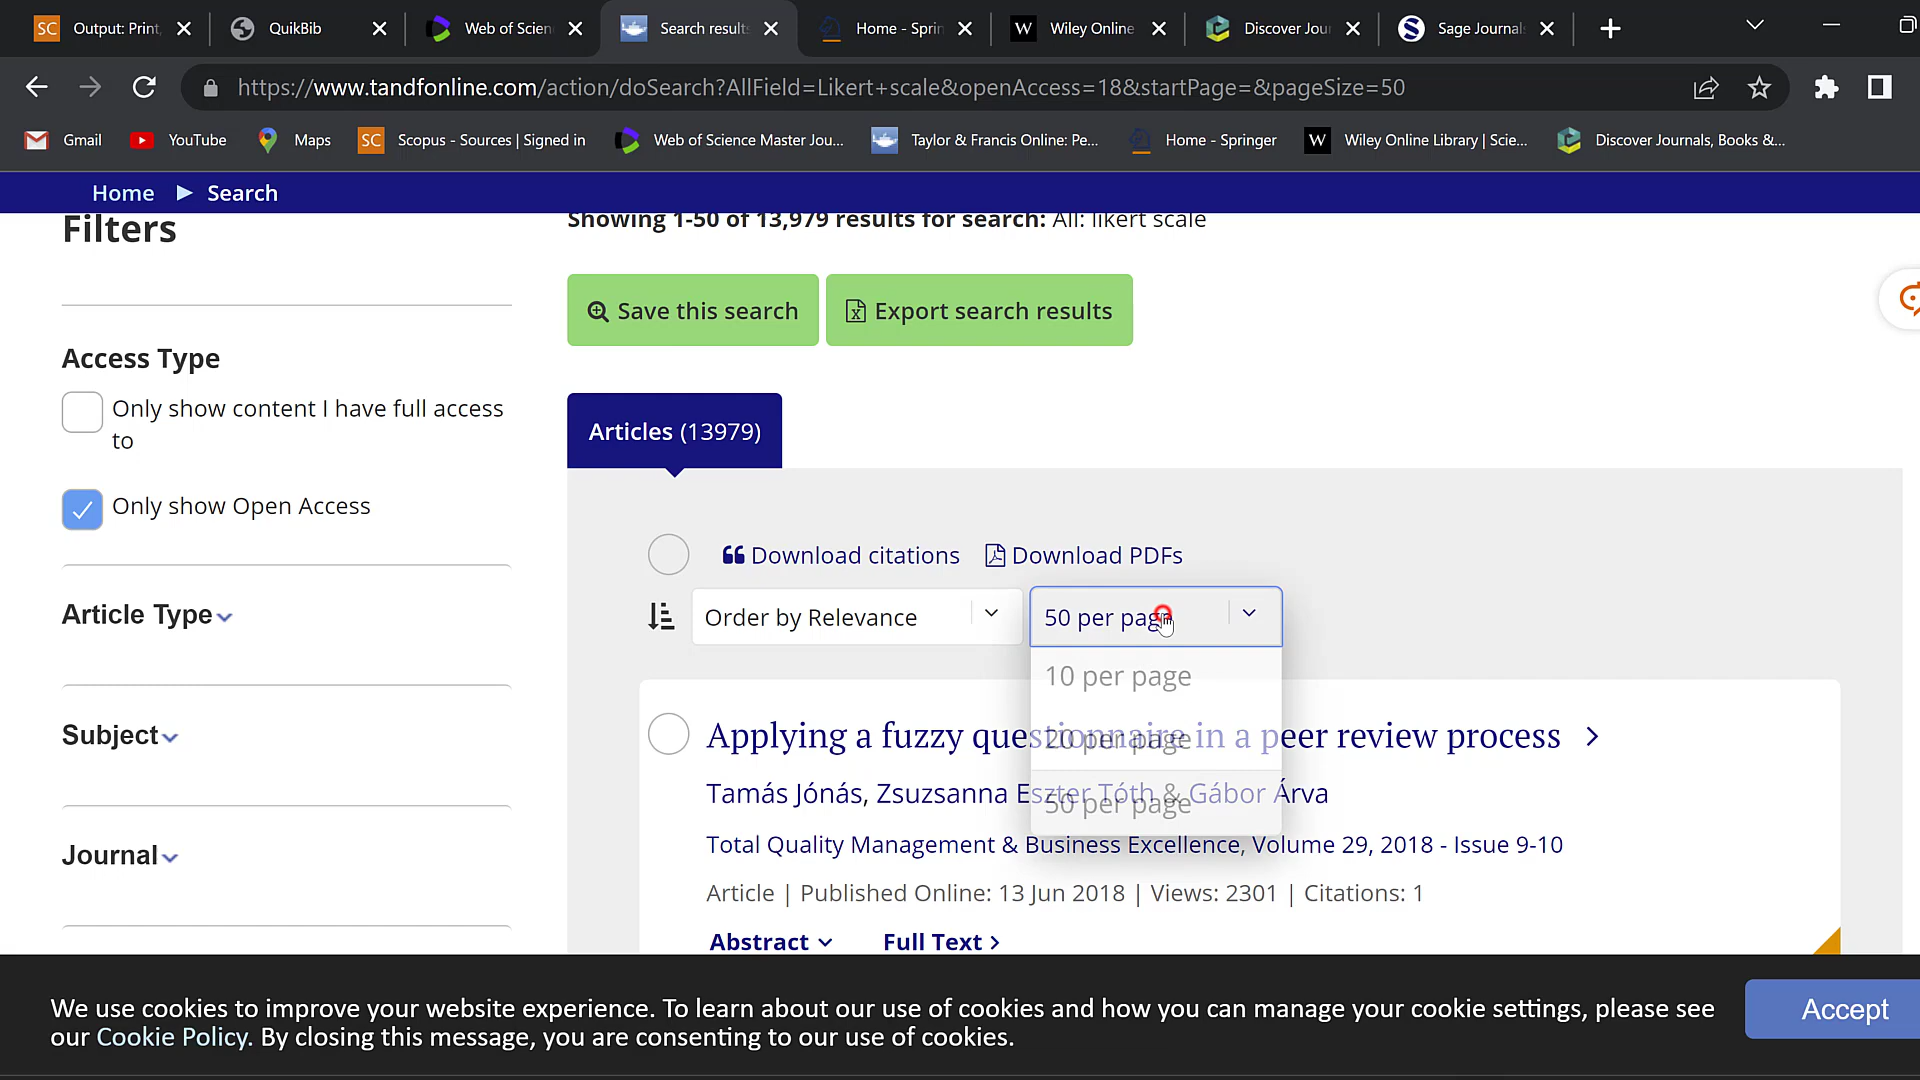 SC Output: Print,
QuikBib
Web of Scien
Search results
Home - Sprin
W Wiley Online
Discover Jour
S Sage Journals
https://www.tandfonline.com/action/doSearch?AllField=Likert+scale&openAccess=18&startPage=&pageSize=50
Gmail
YouTube
Maps
SC Scopus - Sources | Signed in
Web of Science Master Jou...
Taylor & Francis Online: Pe...
Home - Springer
W Wiley Online Library | Scie...
Discover Journals, Books &...
Home ▶ Search
Filters
Showing 1-50 of 13,979 results for search: All: likert scale
Save this search
Export search results
Access Type
Only show content I have full access
to
Only show Open Access
Article Type
Subject
Journal
Articles (13979)
Download citations
Download PDFs
Order by Relevance
50 per page
10 per page
20 per page
50 per page
Applying a fuzzy questionnaire in a peer review process
Tamás Jónás, Zsuzsanna Eszter Tóth & Gábor Árva
Total Quality Management & Business Excellence, Volume 29, 2018 - Issue 9-10
Article | Published Online: 13 Jun 2018 | Views: 2301 | Citations: 1
Abstract
Full Text
We use cookies to improve your website experience. To learn about our use of cookies and how you can manage your cookie settings, please see
our Cookie Policy. By closing this message, you are consenting to our use of cookies.
Accept